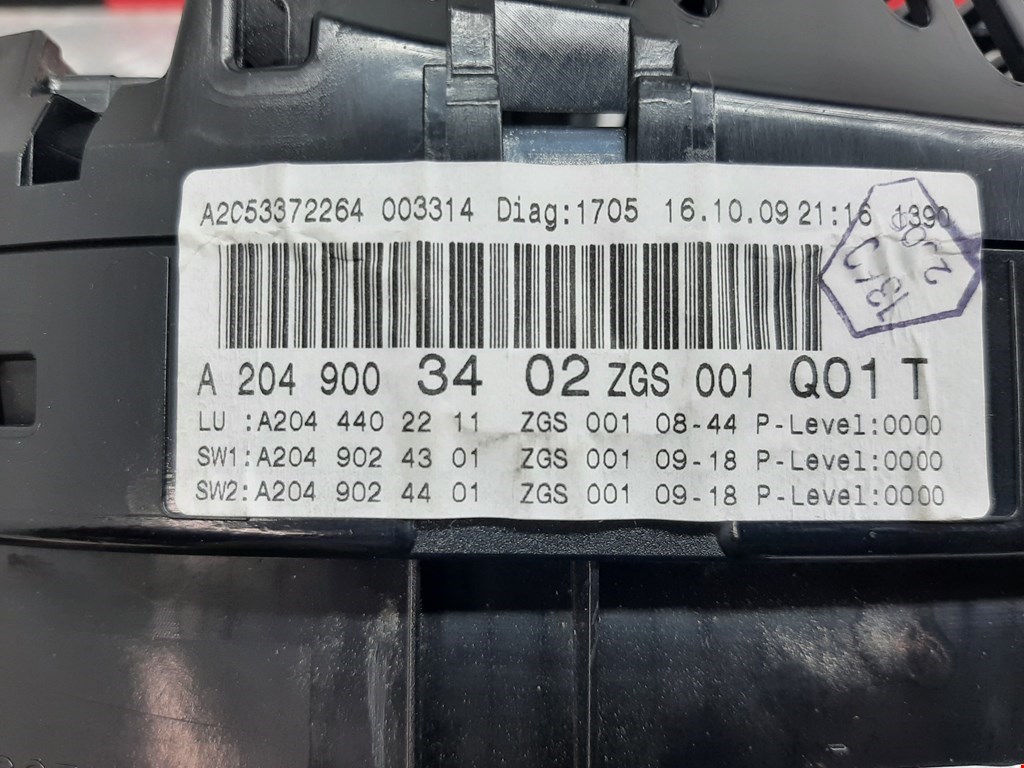 A2C53372264 003314 Diag:1705 16.10.09 21:16 1390
A 204 900 34 02 ZGS 001 Q01 T
LU :A204 440 22 11 ZGS 001 08-44 P-Level:0000
SW1:A204 902 43 01 ZGS 001 09-18 P-Level:0000
SW2:A204 902 44 01 ZGS 001 09-18 P-Level:0000